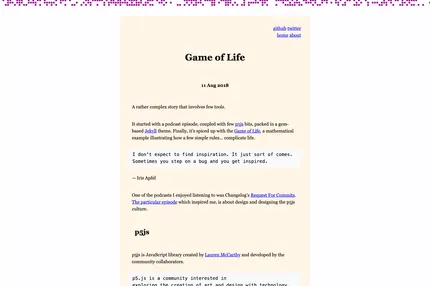 github twitter
home about
Game of Life
11 Aug 2018
A rather complex story that involves few tools.
It started with a podcast episode, coupled with few p5js bits, packed in a gem-
based Jekyll theme. Finally, it's spiced up with the Game of Life, a mathematical
example illustrating how a few simple rules... complicate life.
I don't expect to find inspiration. It just sort of comes.
Sometimes you step on a bug and you get inspired.
— Iris Apfel
One of the podcasts I enjoyed listening to was Changelog's Request For Commits.
The particular episode which inspired me, is about design and designing the p5js
culture.
p5js
p5js is JavaScript library created by Lauren McCarthy and developed by the
community collaborators.
p5.js is a community interested in
exploring the creation of art and design with technology.